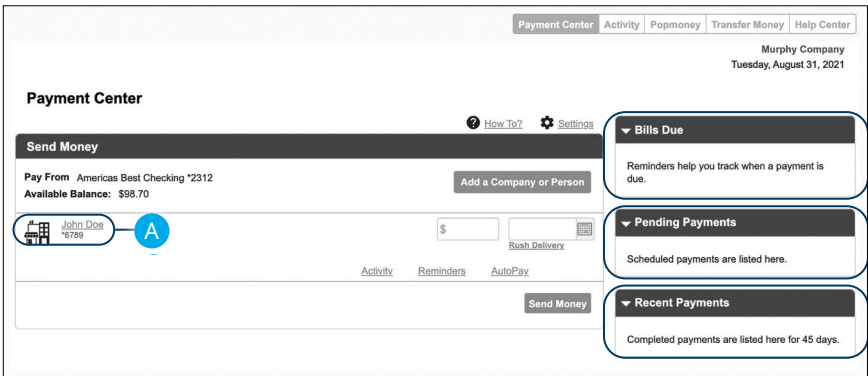 Payment Center Activity Popmoney Transfer Money Help Center
Murphy Company
Tuesday, August 31, 2021
Payment Center
? How To? Settings
Send Money
Pay From Americas Best Checking *2312
Available Balance: $98.70
Add a Company or Person
John Doe
*6789
A
$
Rush Delivery
Activity Reminders AutoPay
Send Money
Bills Due
Reminders help you track when a payment is
due.
Pending Payments
Scheduled payments are listed here.
Recent Payments
Completed payments are listed here for 45 days.